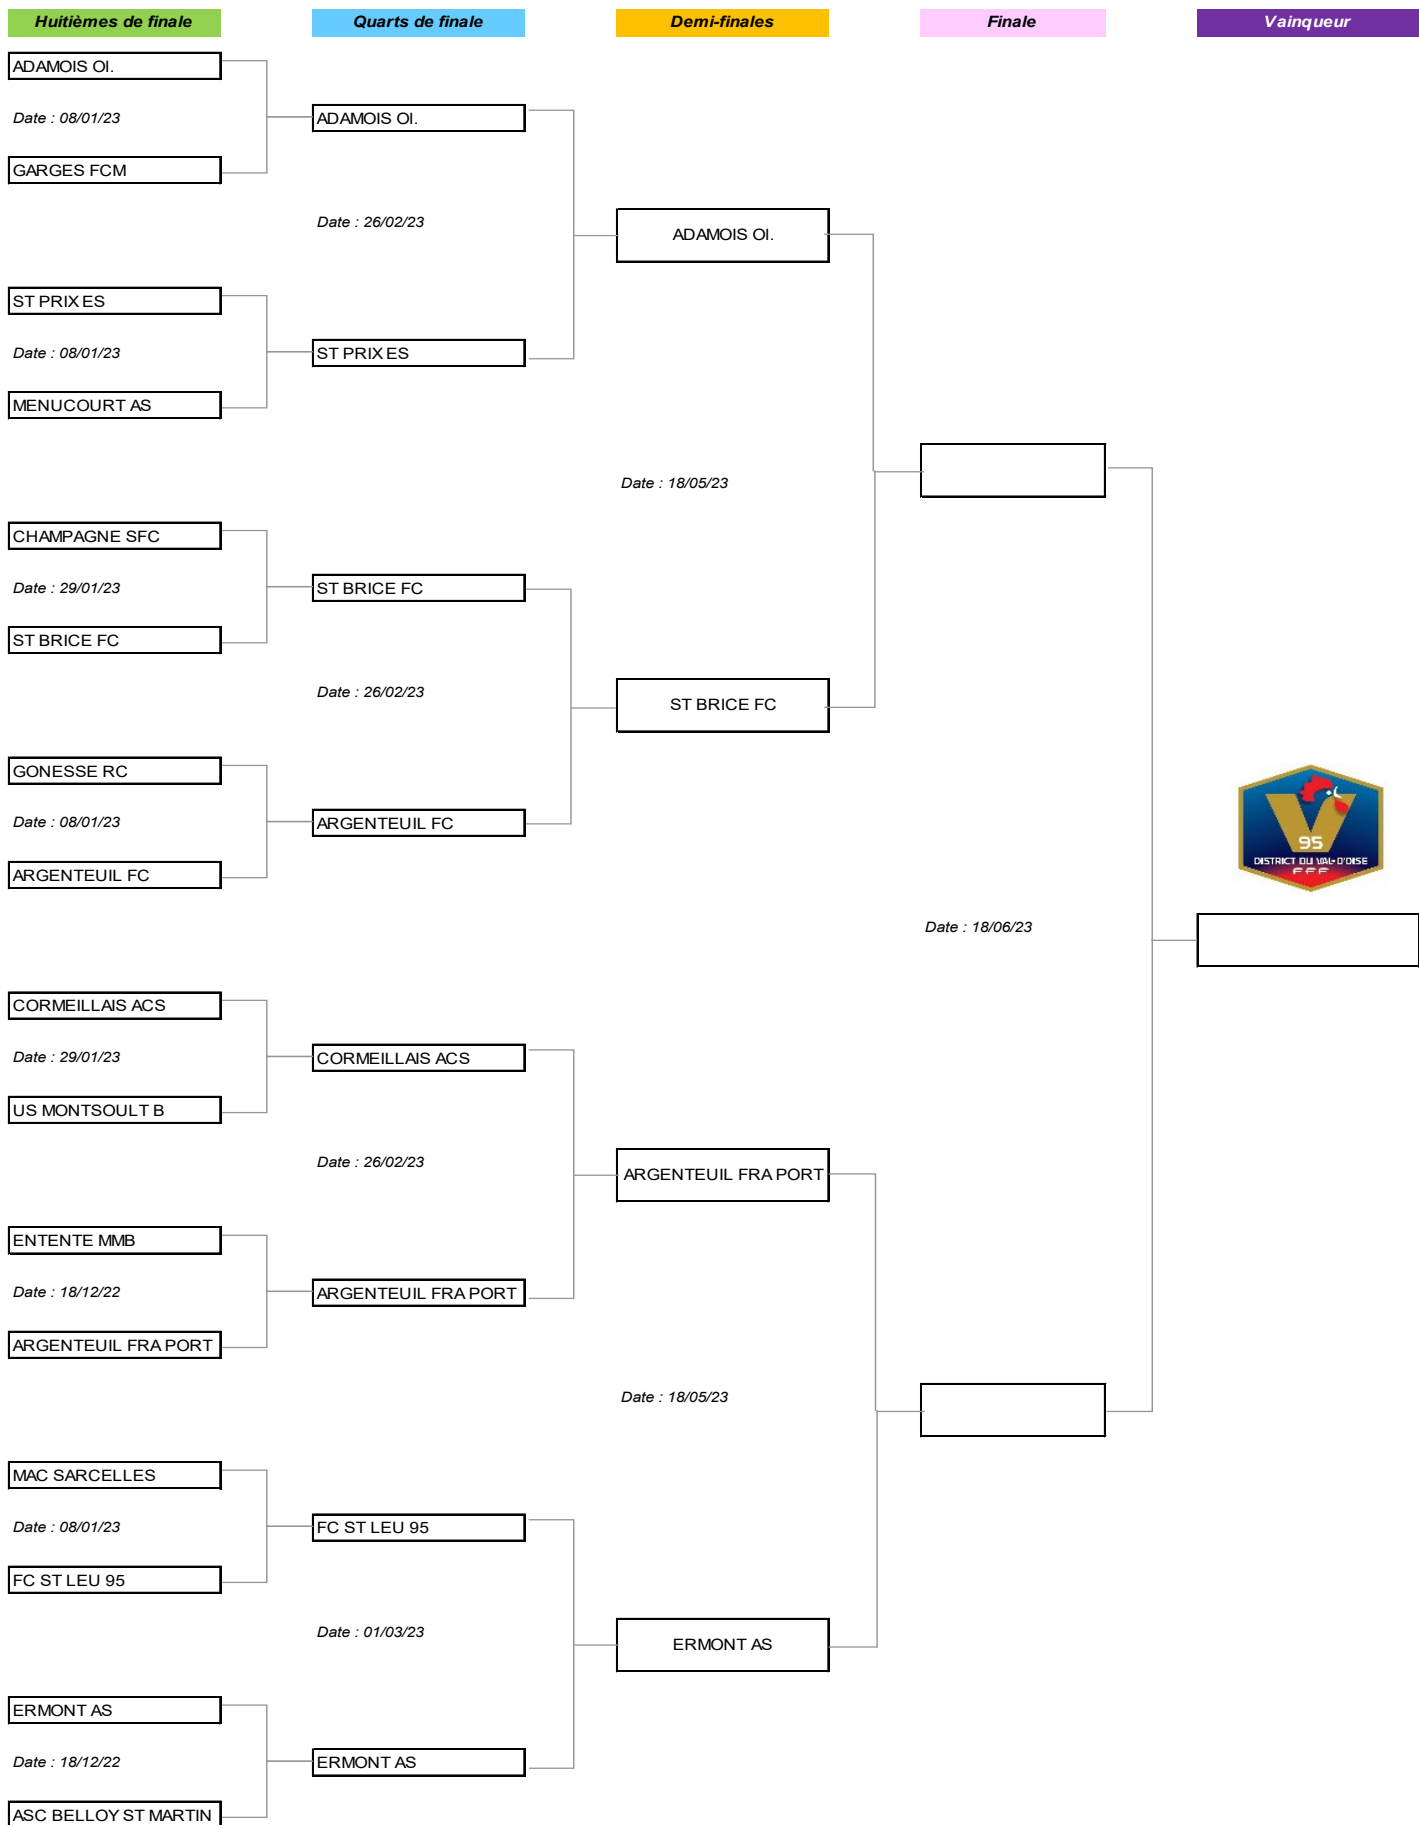 Huitièmes de finale
Quarts de finale
Demi-finales
Finale
Vainqueur
ADAMOIS OI.
Date : 08/01/23
GARGES FCM
ST PRIX ES
Date : 08/01/23
MENUCOURT AS
CHAMPAGNE SFC
Date : 29/01/23
ST BRICE FC
GONESSE RC
Date : 08/01/23
ARGENTEUIL FC
CORMEILLAIS ACS
Date : 29/01/23
US MONTSOULT B
ENTENTE MMB
Date : 18/12/22
ARGENTEUIL FRA PORT
MAC SARCELLES
Date : 08/01/23
FC ST LEU 95
ERMONT AS
Date : 18/12/22
ASC BELLOY ST MARTIN
ADAMOIS OI.
Date : 26/02/23
ST PRIX ES
ST BRICE FC
Date : 26/02/23
ARGENTEUIL FC
CORMEILLAIS ACS
Date : 26/02/23
ARGENTEUIL FRA PORT
FC ST LEU 95
Date : 01/03/23
ERMONT AS
ADAMOIS OI.
Date : 18/05/23
ST BRICE FC
ARGENTEUIL FRA PORT
Date : 18/05/23
ERMONT AS
Date : 18/06/23
V
95
DISTRICT DU VAL-D'OISE
FFF